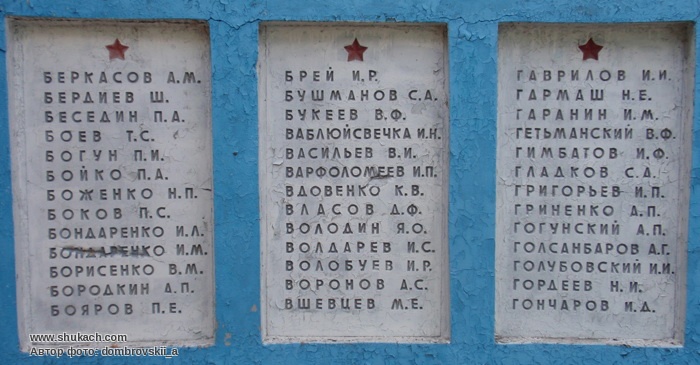 БЕРКАСОВ А.М.
БЕРДИЕВ Ш.
БЕСЕДИН П.А.
БОЕВ Т.С.
БОГУН П.И.
БОЙКО П.А.
БОЖЕНКО Н.П.
БОКОВ П.С.
БОНДАРЕНКО И.Л.
БОНДАРЕНКО И.М.
БОРИСЕНКО В.М.
БОРОДКИН А.П.
БОЯРОВ П.Е.
БРЕЙ И.Р.
БУШМАНОВ С.А.
БУКЕЕВ В.Ф.
ВАБЛЮЙСВЕЧКА И.Н.
ВАСИЛЬЕВ В.И.
ВАРФОЛОМЕЕВ И.П.
ВДОВЕНКО К.В.
ВЛАСОВ Д.Ф.
ВОЛОДИН Я.О.
ВОЛДАРЕВ И.С.
ВОЛОБУЕВ И.Р.
ВОРОНОВ А.С.
ВШЕВЦЕВ М.Е.
ГАВРИЛОВ И.И.
ГАРМАШ Н.Е.
ГАРАНИН И.М.
ГЕТЬМАНСКИЙ В.Ф.
ГИМБАТОВ И.Ф.
ГЛАДКОВ С.А.
ГРИГОРЬЕВ И.П.
ГРИНЕНКО А.П.
ГОГУНСКИЙ А.П.
ГОЛСАНБАРОВ А.Г.
ГОЛУБОВСКИЙ И.И.
ГОРДЕЕВ Н.И.
ГОНЧАРОВ И.Д.
www.shukach.com
Автор фото: dombrovskii_a